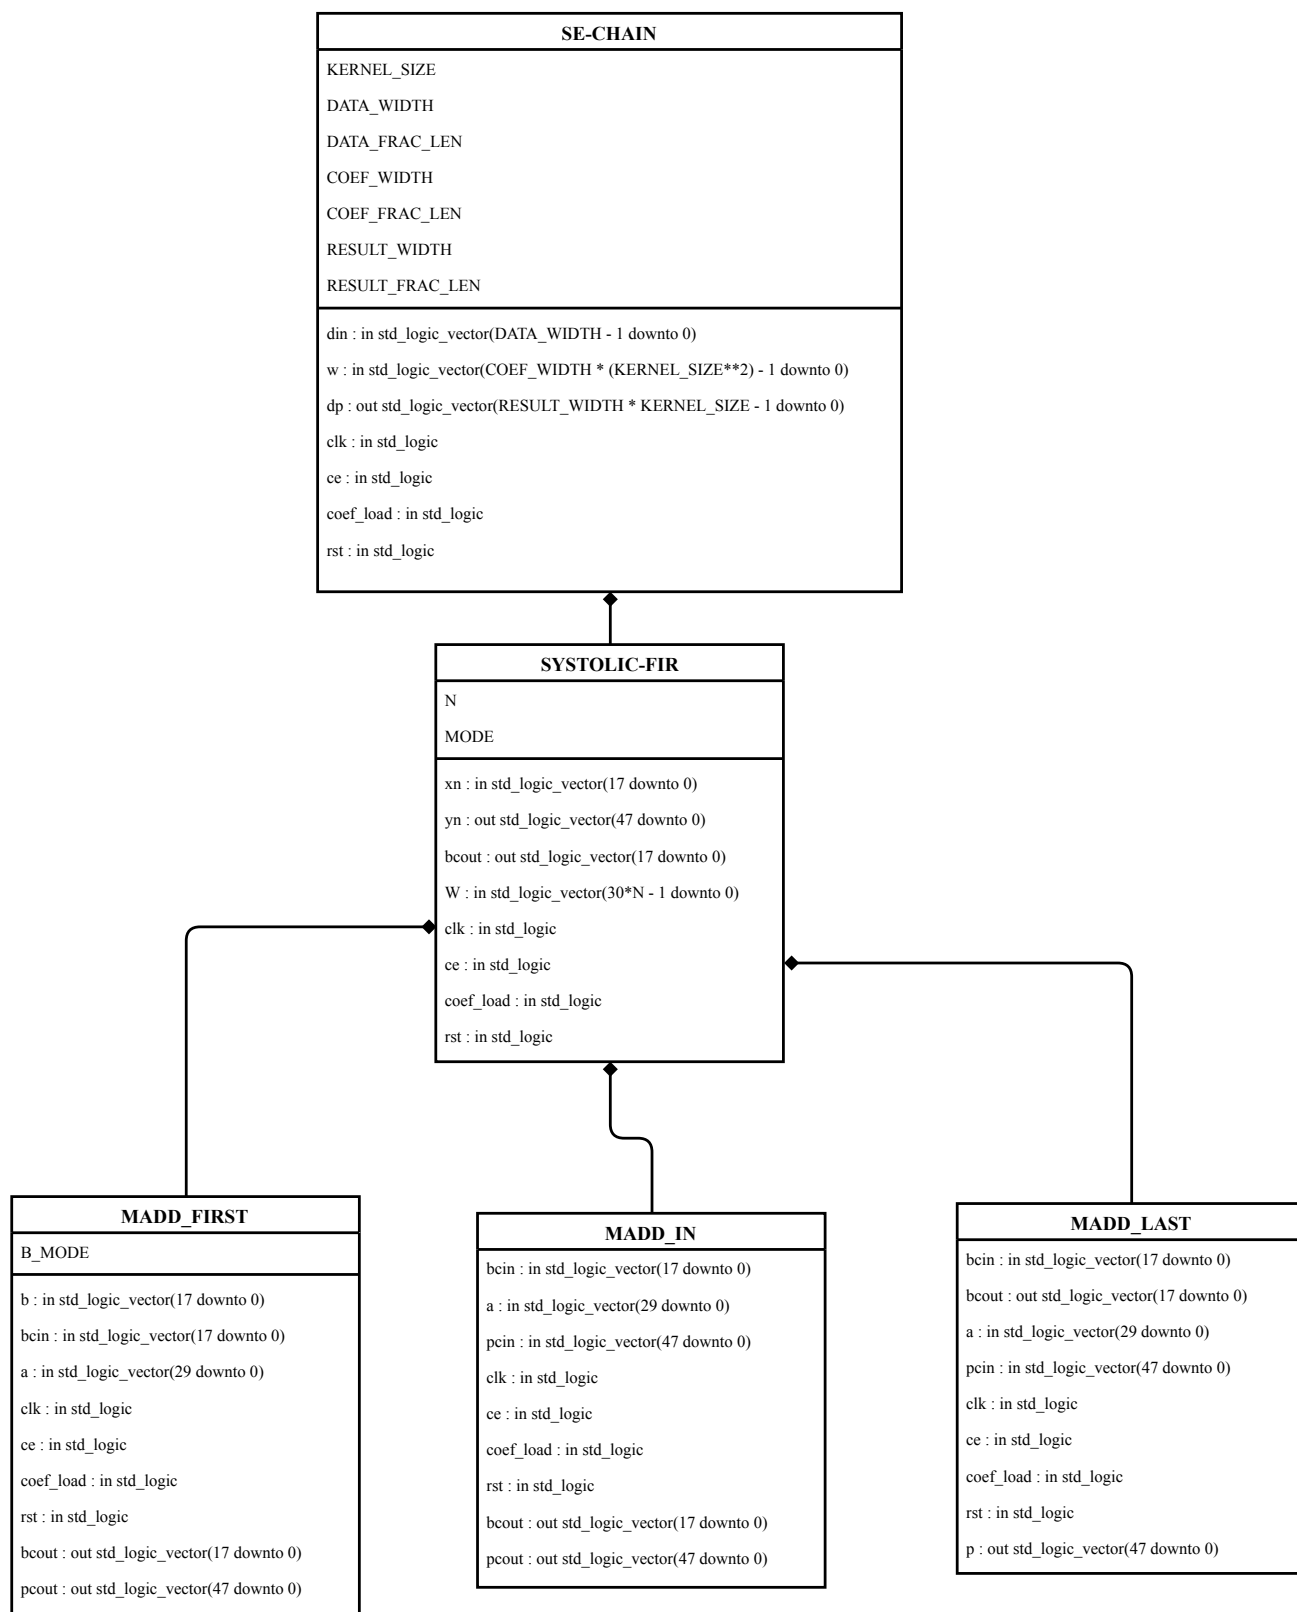 SE-CHAIN
KERNEL_SIZE
DATA_WIDTH
DATA_FRAC_LEN
COEF_WIDTH
COEF_FRAC_LEN
RESULT_WIDTH
RESULT_FRAC_LEN
din : in std_logic_vector(DATA_WIDTH - 1 downto 0)
w : in std_logic_vector(COEF_WIDTH * (KERNEL_SIZE**2) - 1 downto 0)
dp : out std_logic_vector(RESULT_WIDTH * KERNEL_SIZE - 1 downto 0)
clk : in std_logic
ce : in std_logic
coef_load : in std_logic
rst : in std_logic
SYSTOLIC-FIR
N
MODE
xn : in std_logic_vector(17 downto 0)
yn : out std_logic_vector(47 downto 0)
bcout : out std_logic_vector(17 downto 0)
W : in std_logic_vector(30*N - 1 downto 0)
clk : in std_logic
ce : in std_logic
coef_load : in std_logic
rst : in std_logic
MADD_FIRST
B_MODE
b : in std_logic_vector(17 downto 0)
bcin : in std_logic_vector(17 downto 0)
a : in std_logic_vector(29 downto 0)
clk : in std_logic
ce : in std_logic
coef_load : in std_logic
rst : in std_logic
bcout : out std_logic_vector(17 downto 0)
pcout : out std_logic_vector(47 downto 0)
MADD_IN
bcin : in std_logic_vector(17 downto 0)
a : in std_logic_vector(29 downto 0)
pcin : in std_logic_vector(47 downto 0)
clk : in std_logic
ce : in std_logic
coef_load : in std_logic
rst : in std_logic
bcout : out std_logic_vector(17 downto 0)
pcout : out std_logic_vector(47 downto 0)
MADD_LAST
bcin : in std_logic_vector(17 downto 0)
bcout : out std_logic_vector(17 downto 0)
a : in std_logic_vector(29 downto 0)
pcin : in std_logic_vector(47 downto 0)
clk : in std_logic
ce : in std_logic
coef_load : in std_logic
rst : in std_logic
p : out std_logic_vector(47 downto 0)